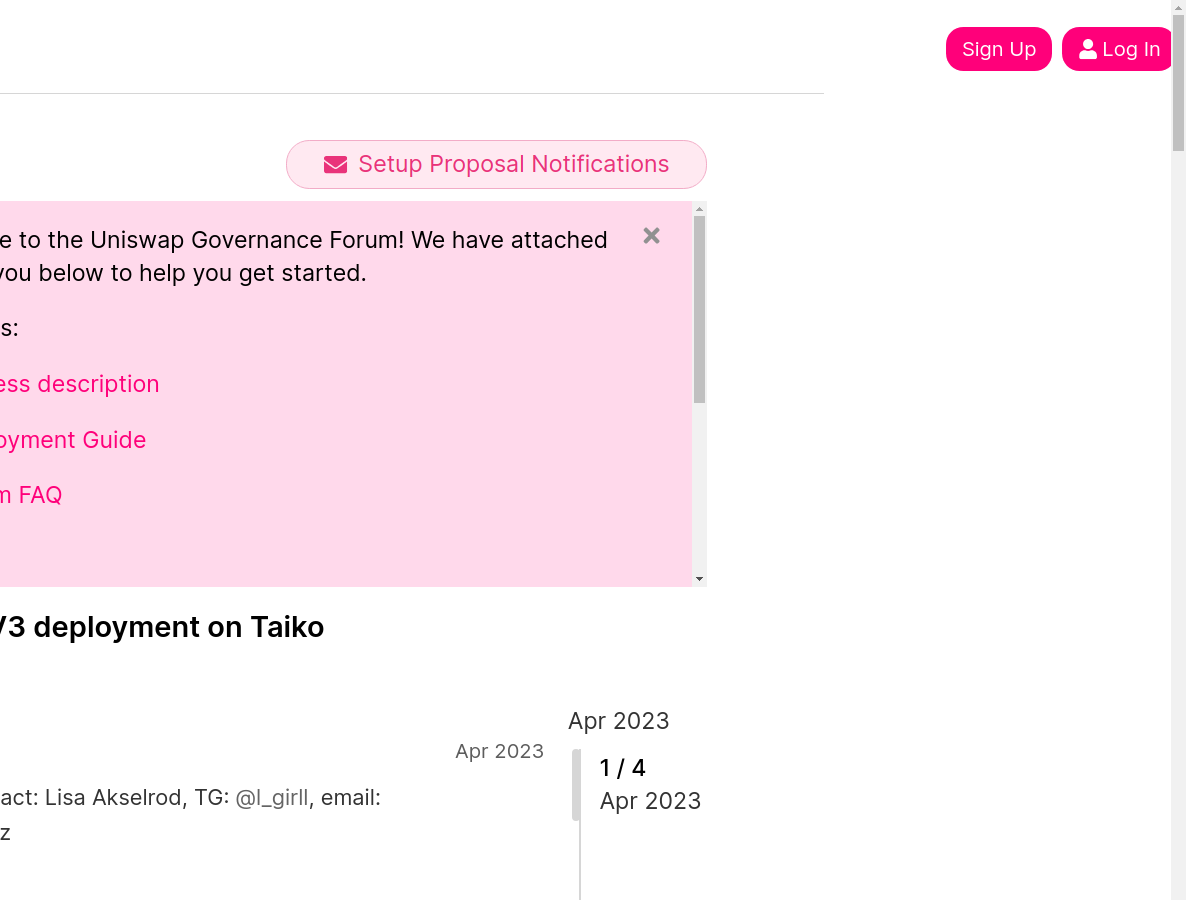 Sign Up
Log In
Setup Proposal Notifications
e to the Uniswap Governance Forum! We have attached
you below to help you get started.
s:
ess description
oyment Guide
m FAQ
V3 deployment on Taiko
Apr 2023
Apr 2023
1 / 4
Apr 2023
act: Lisa Akselrod, TG: @l_girll, email:
z